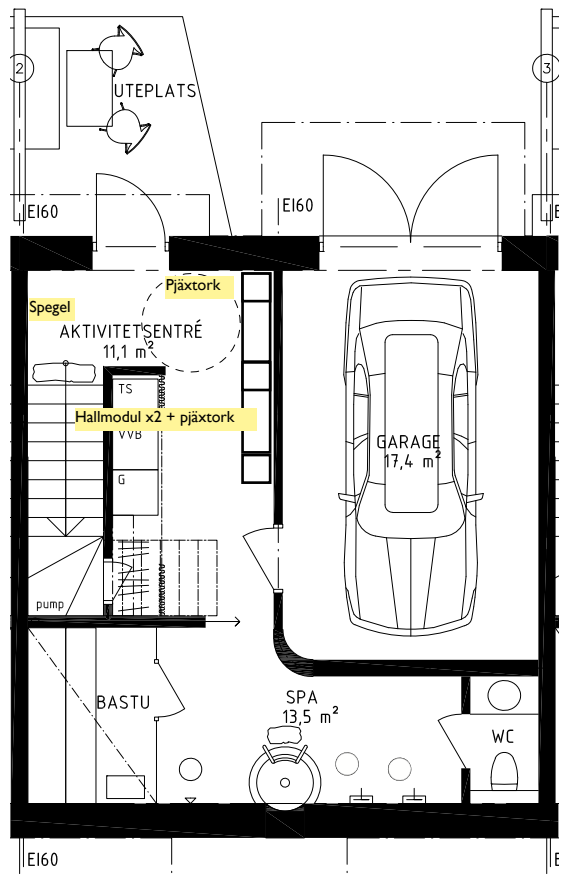 2
3
UTEPLATS
EI60
EI60
E
Pjäxtork
Spegel
AKTIVITETSENTRÉ
11,1 m²
TS
Hallmodul x2 + pjäxtork
VVB
GARAGE
17,4 m²
G
pump
BASTU
SPA
13,5 m²
WC
EI60
E